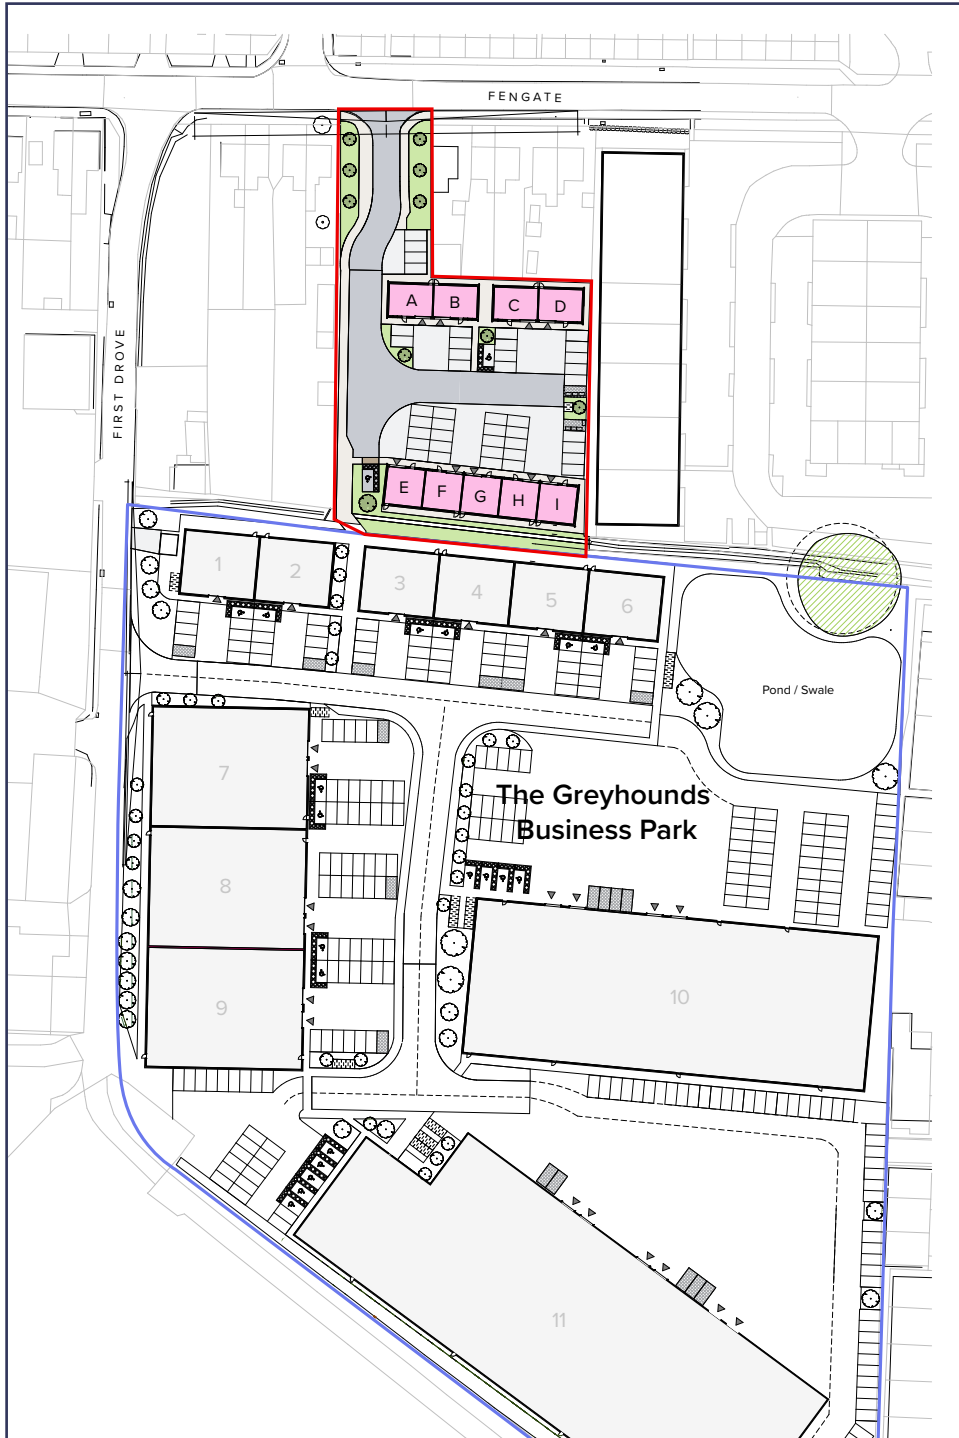 FENGATE
FIRST DROVE
A B C D
E F G H I
1 2 3 4 5 6
Pond / Swale
7
The Greyhounds
Business Park
8
9
10
11